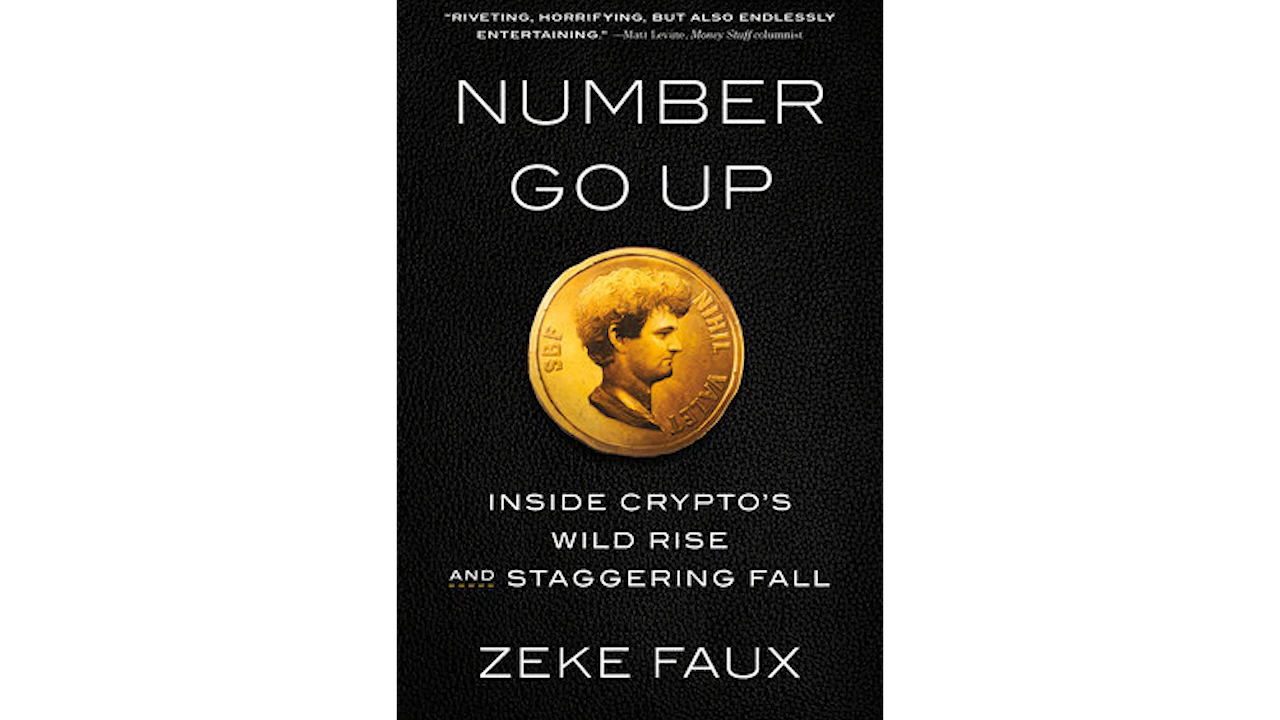 "RIVETING, HORRIFYING, BUT ALSO ENDLESSLY
ENTERTAINING." —Matt Levine, Money Stuff columnist
NUMBER
GO UP
SBF
NIHIL VALET
INSIDE CRYPTO'S
WILD RISE
AND STAGGERING FALL
ZEKE FAUX